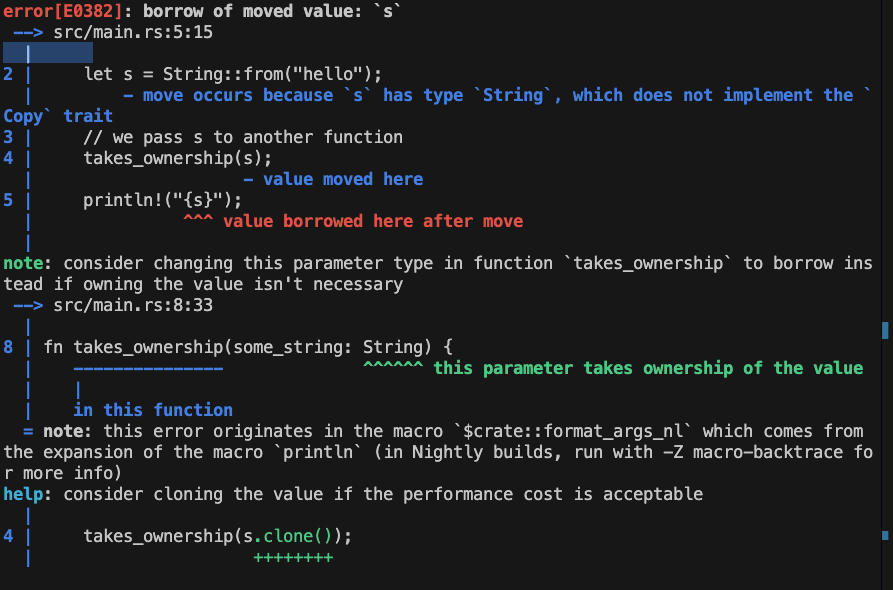 error[E0382]: borrow of moved value: `s`
 --> src/main.rs:5:15
  |
2 |     let s = String::from("hello");
  |         - move occurs because `s` has type `String`, which does not implement the `
Copy` trait
3 |     // we pass s to another function
4 |     takes_ownership(s);
  |                     - value moved here
5 |     println!("{s}");
  |               ^^^ value borrowed here after move
  |
note: consider changing this parameter type in function `takes_ownership` to borrow ins
tead if owning the value isn't necessary
 --> src/main.rs:8:33
  |
8 | fn takes_ownership(some_string: String) {
  |    ---------------              ^^^^^^ this parameter takes ownership of the value
  |    |
  |    in this function
  = note: this error originates in the macro `$crate::format_args_nl` which comes from
the expansion of the macro `println` (in Nightly builds, run with -Z macro-backtrace fo
r more info)
help: consider cloning the value if the performance cost is acceptable
  |
4 |     takes_ownership(s.clone());
  |                      ++++++++